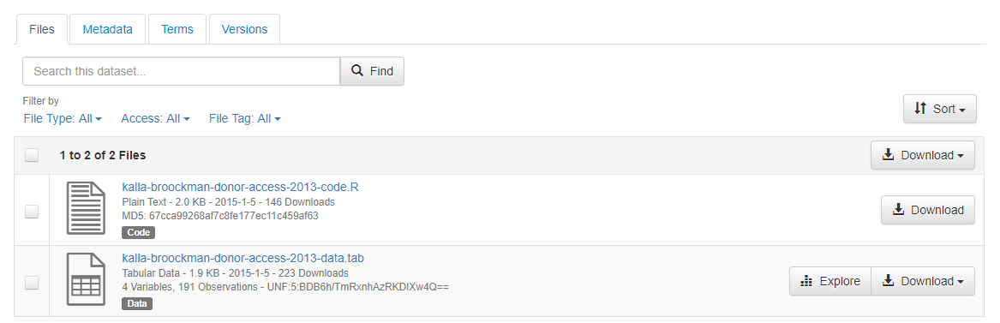 Files Metadata Terms Versions
Search this dataset... Find
Filter by
File Type: All Access: All File Tag: All Sort
1 to 2 of 2 Files Download
kalla-broockman-donor-access-2013-code.R
Plain Text - 2.0 KB - 2015-1-5 - 146 Downloads
MD5: 67cca99268af7c8fe177ec11c459af63
Code
Download
kalla-broockman-donor-access-2013-data.tab
Tabular Data - 1.9 KB - 2015-1-5 - 223 Downloads
4 Variables, 191 Observations - UNF:5:BDB6h/TmRxnhAzRKDlXw4Q==
Data
Explore Download